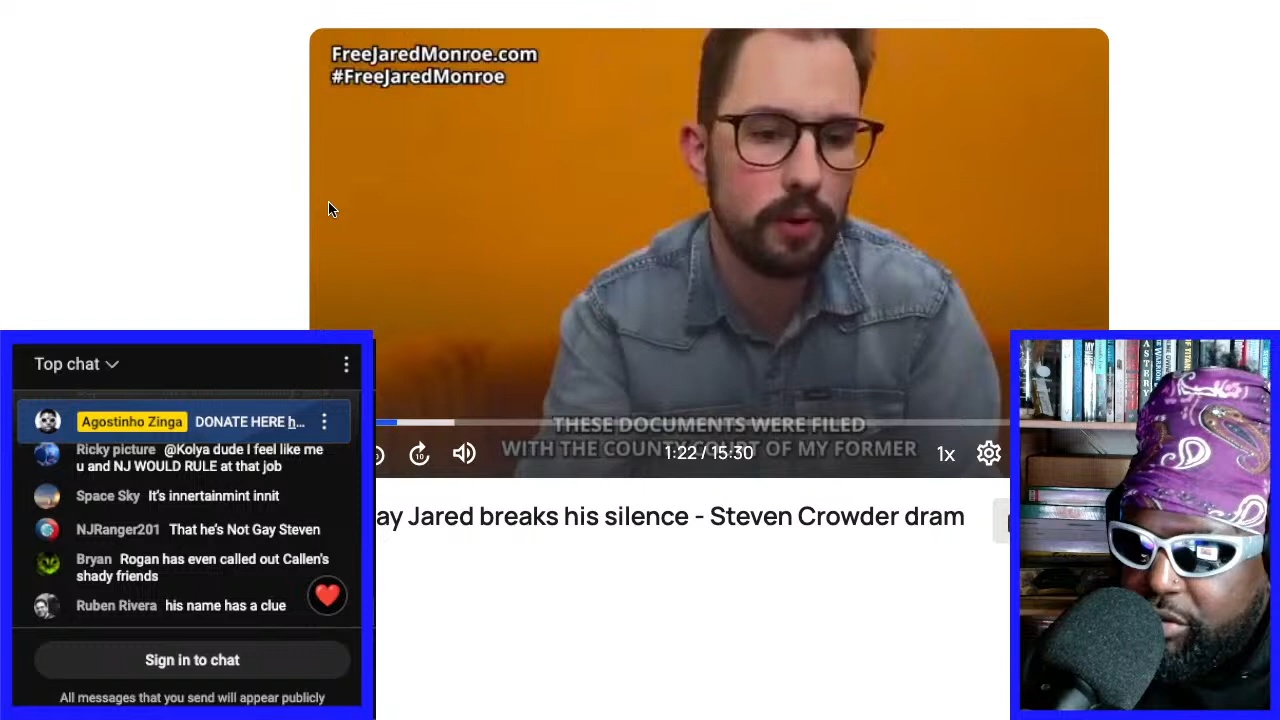 FreeJaredMonroe.com
#FreeJaredMonroe
THESE DOCUMENTS WERE FILED
WITH THE COUNTY COURT OF MY FORMER
1:22 / 15:30
1x
ay Jared breaks his silence - Steven Crowder dram
Top chat
Agostinho Zinga DONATE HERE h...
Ricky picture @Kolya dude I feel like me
u and NJ WOULD RULE at that job
Space Sky It's innertainmint innit
NJRanger201 That he's Not Gay Steven
Bryan Rogan has even called out Callen's
shady friends
Ruben Rivera his name has a clue
Sign in to chat
All messages that you send will appear publicly